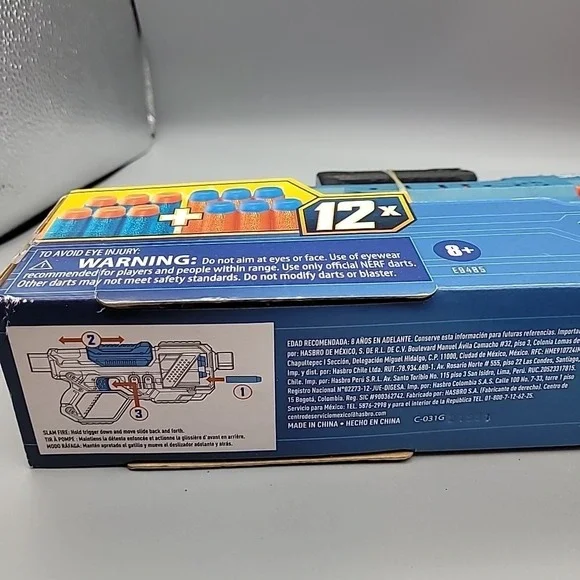 12x
TO AVOID EYE INJURY:
WARNING: Do not aim at eyes or face. Use of eyewear
recommended for players and people within range. Use only official NERF darts.
Other darts may not meet safety standards. Do not modify darts or blaster.
8+
E9486
2
1
3
SLAM FIRE: Hold trigger down and move slide back and forth.
TIR À POMPE : Maintiens la détente enfoncée et actionne la glissière d'avant en arrière.
MODO RÁFAGA: Mantén apretado el gatillo y mueve el deslizador adelante y atrás.
EDAD RECOMENDADA: 8 AÑOS EN ADELANTE. Conserve esta información para futuras referencias. Importa
por: HASBRO DE MÉXICO, S. DE R.L. DE C.V. Boulevard Manuel Ávila Camacho #32, piso 3, Colonia Lomas de
Chapultepec I Sección, Delegación Miguel Hidalgo, C.P. 11000, Ciudad de México, México. RFC:
Imp. y dist. por: Hasbro Chile Ltda. RUT.:78.934.680-1. Av. Rosario Norte # 555, piso 22 Las Condes, Santiago,
Chile. Imp. por: Hasbro Perú S.R.L. Av. Santo Toribio No. 115 piso 3 San Isidro, Lima, Perú. RUC.20523317815.
Registro Nacional N°02273-12-JUE-DIGESA. Imp. por: Hasbro Colombia S.A.S. Calle 100 No. 7-33, torre 1 piso
15 Bogotá, Colombia. Reg. SIC. N°900362742. Fabricado por: HASBRO S.A. (Fabricante de derecho). Centro de
Servicio para México: TEL. 5876-2998 y para el interior de la República TEL 01-800-7-12-62-25.
centrodeserviciomexico@hasbro.com
MADE IN CHINA • HECHO EN CHINA C-031G